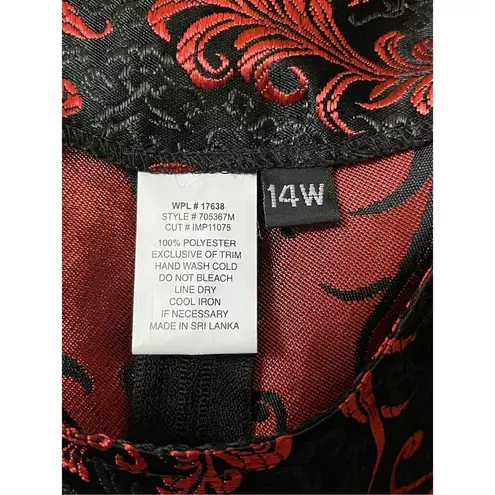 WPL # 17638
STYLE # 705367M
CUT # IMP11075
100% POLYESTER
EXCLUSIVE OF TRIM
HAND WASH COLD
DO NOT BLEACH
LINE DRY
COOL IRON
IF NECESSARY
MADE IN SRI LANKA
14W